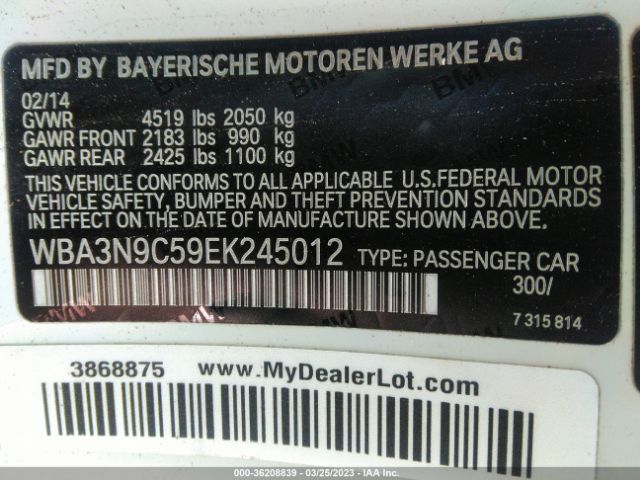 MFD BY BAYERISCHE MOTOREN WERKE AG
02/14
GVWR 4519 lbs 2050 kg
GAWR FRONT 2183 lbs 990 kg
GAWR REAR 2425 lbs 1100 kg
THIS VEHICLE CONFORMS TO ALL APPLICABLE U.S.FEDERAL MOTOR
VEHICLE SAFETY, BUMPER AND THEFT PREVENTION STANDARDS
IN EFFECT ON THE DATE OF MANUFACTURE SHOWN ABOVE.
WBA3N9C59EK245012 TYPE: PASSENGER CAR
300/
7 315 814
3868875 www.MyDealerLot.com
000-36208839 - 03/25/2023 - IAA Inc.